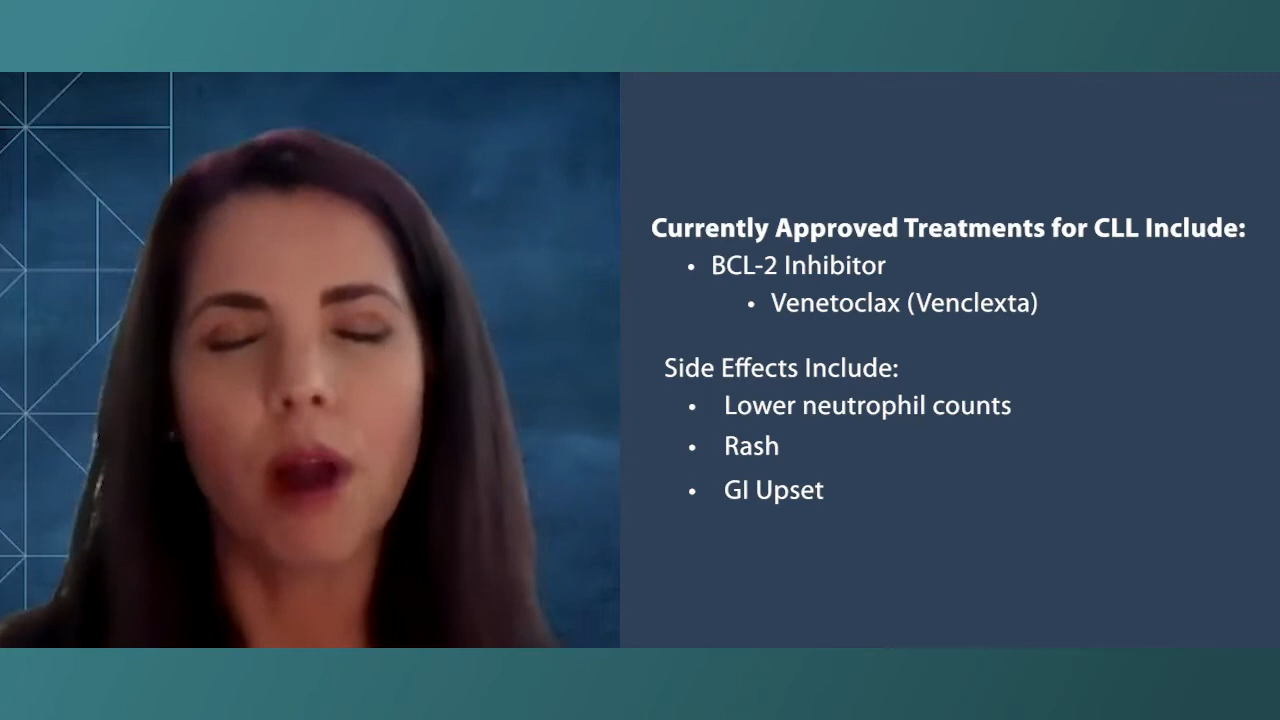 Currently Approved Treatments for CLL Include:
• BCL-2 Inhibitor
• Venetoclax (Venclexta)
Side Effects Include:
• Lower neutrophil counts
• Rash
• GI Upset